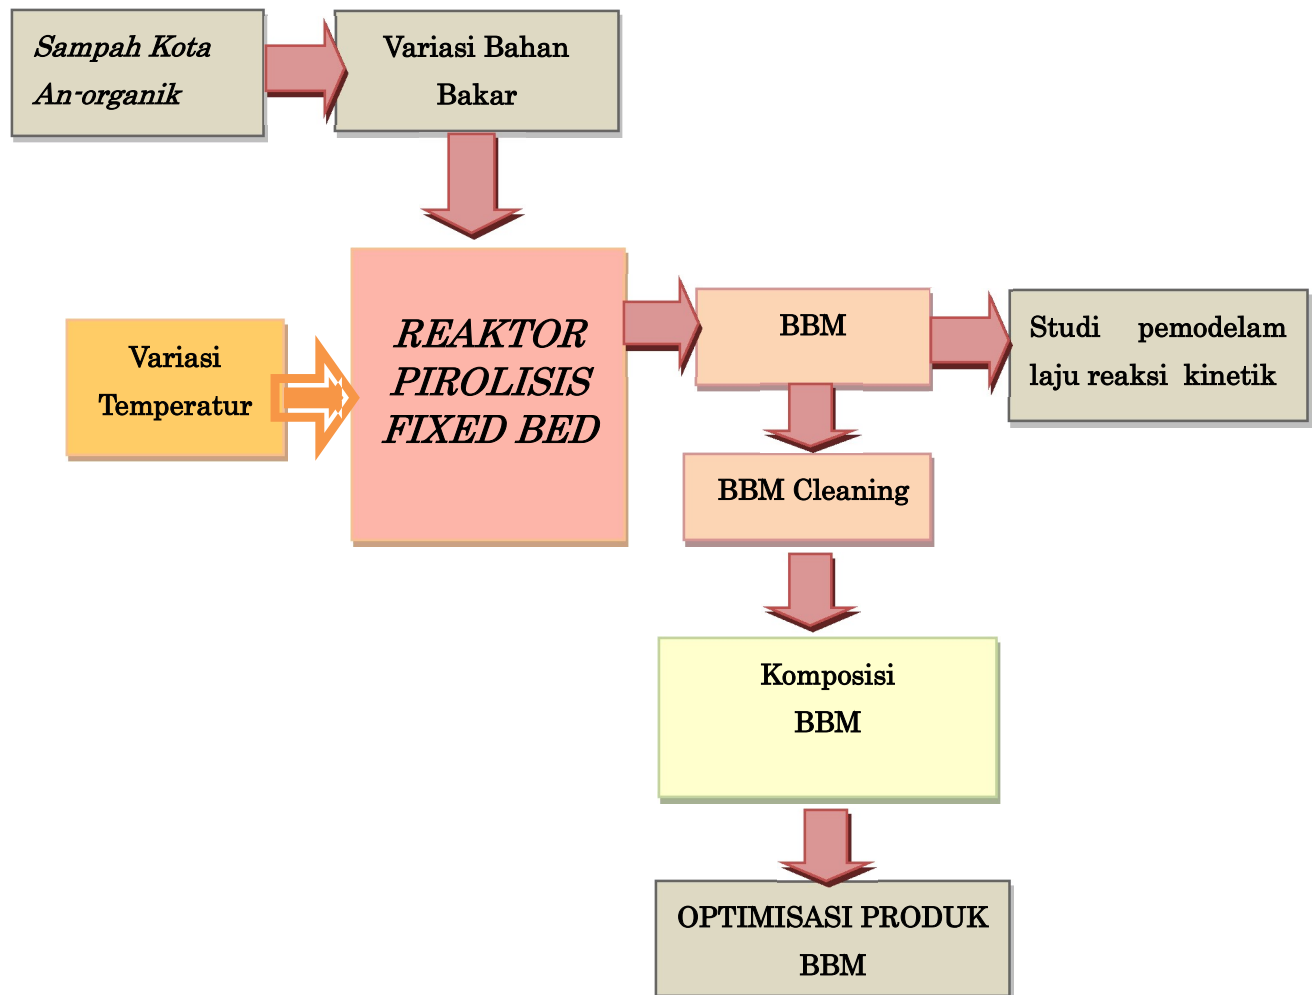 Sampah Kota
An-organik
Variasi Bahan
Bakar
Variasi
Temperatur
REAKTOR
PIROLISIS
FIXED BED
BBM
Studi pemodelam
laju reaksi kinetik
BBM Cleaning
Komposisi
BBM
OPTIMISASI PRODUK
BBM